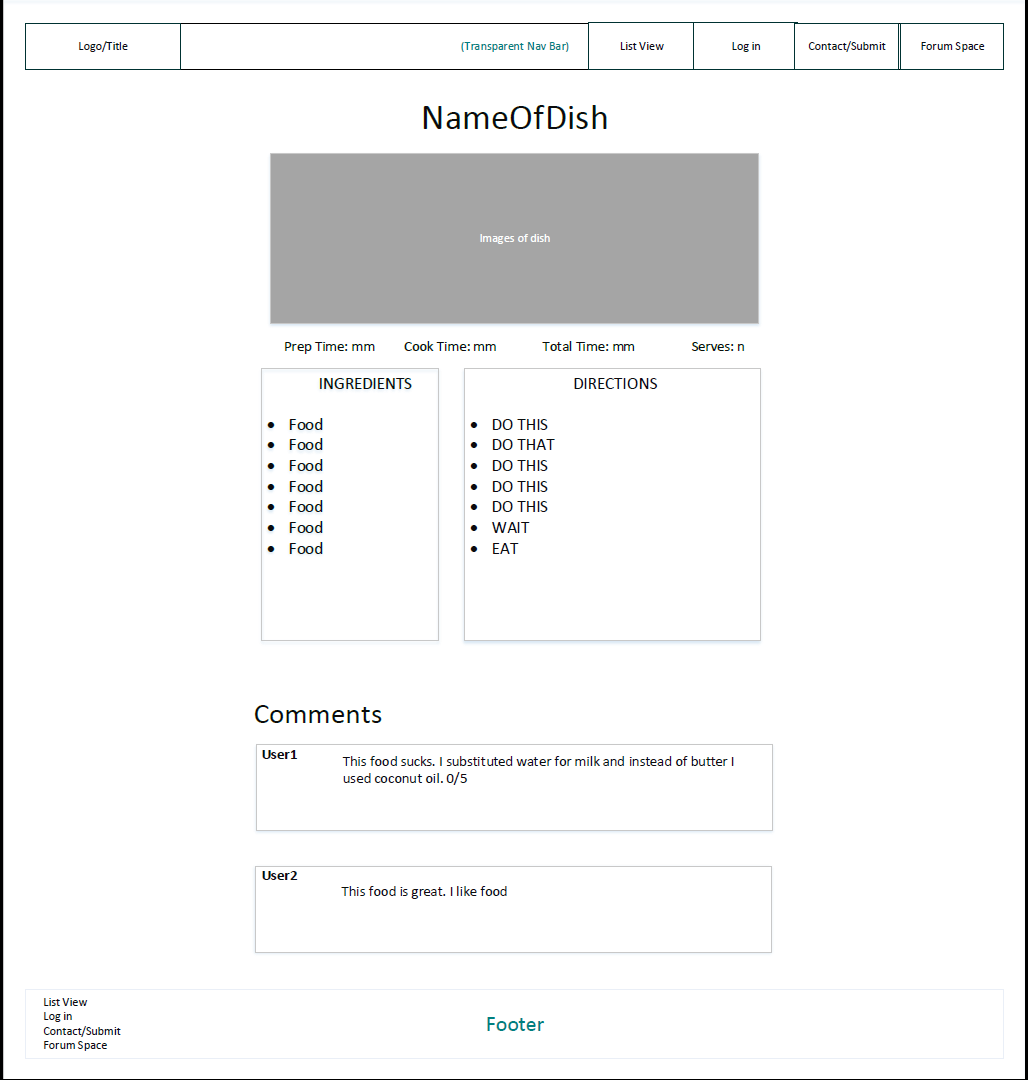 Logo/Title
(Transparent Nav Bar)
List View
Log in
Contact/Submit
Forum Space
NameOfDish
Images of dish
Prep Time: mm
Cook Time: mm
Total Time: mm
Serves: n
INGREDIENTS
• Food
• Food
• Food
• Food
• Food
• Food
• Food
DIRECTIONS
• DO THIS
• DO THAT
• DO THIS
• DO THIS
• DO THIS
• WAIT
• EAT
Comments
User1
This food sucks. I substituted water for milk and instead of butter I
used coconut oil. 0/5
User2
This food is great. I like food
List View
Log in
Contact/Submit
Forum Space
Footer